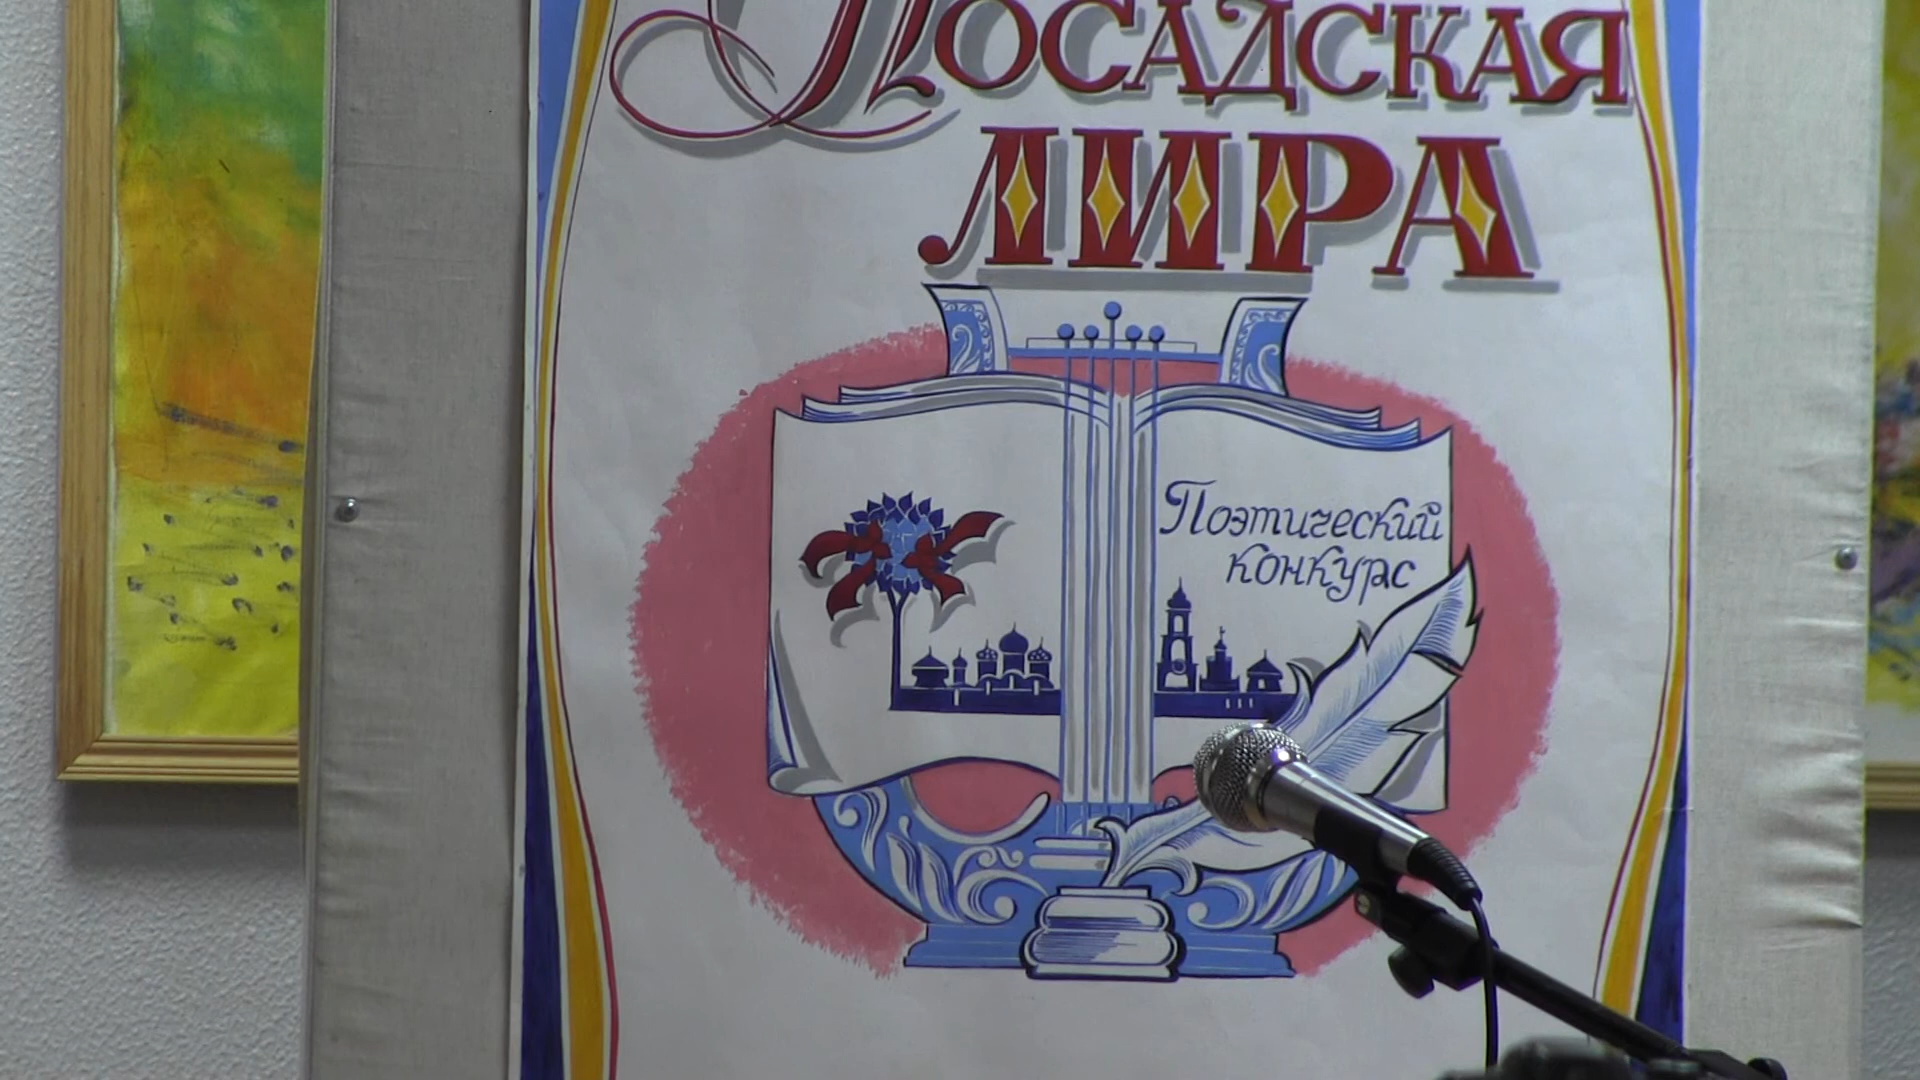 Посадская
ЛИРА
Поэтический
конкурс